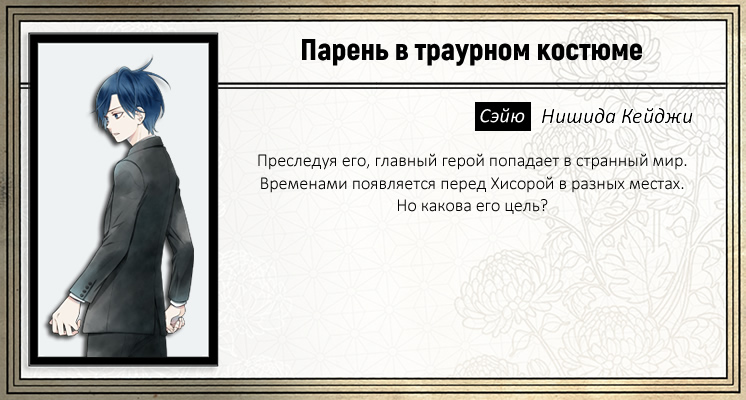 Парень в траурном костюме
Сэйю Нишида Кейджи
Преследуя его, главный герой попадает в странный мир.
Временами появляется перед Хисорой в разных местах.
Но какова его цель?